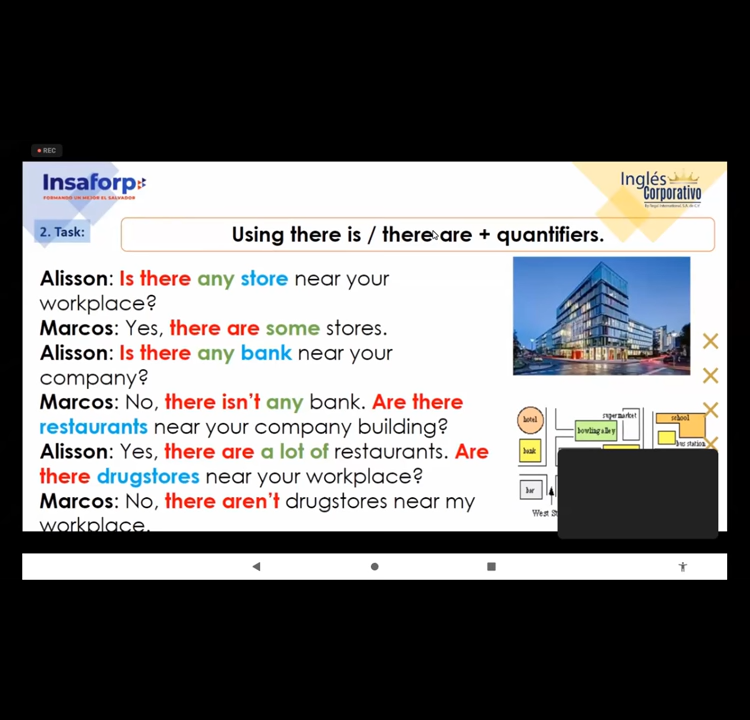 REC
Insaforp
FORMANDO UN MEJOR EL SALVADOR
Inglés
Corporativo
2. Task:
Using there is / there are + quantifiers.
Alisson: Is there any store near your
workplace?
Marcos: Yes, there are some stores.
Alisson: Is there any bank near your
company?
Marcos: No, there isn't any bank. Are there
restaurants near your company building?
Alisson: Yes, there are a lot of restaurants. Are
there drugstores near your workplace?
Marcos: No, there aren't drugstores near my
workplace.
hotel
supermarket
school
bowling alley
bank
bus station
bar
West